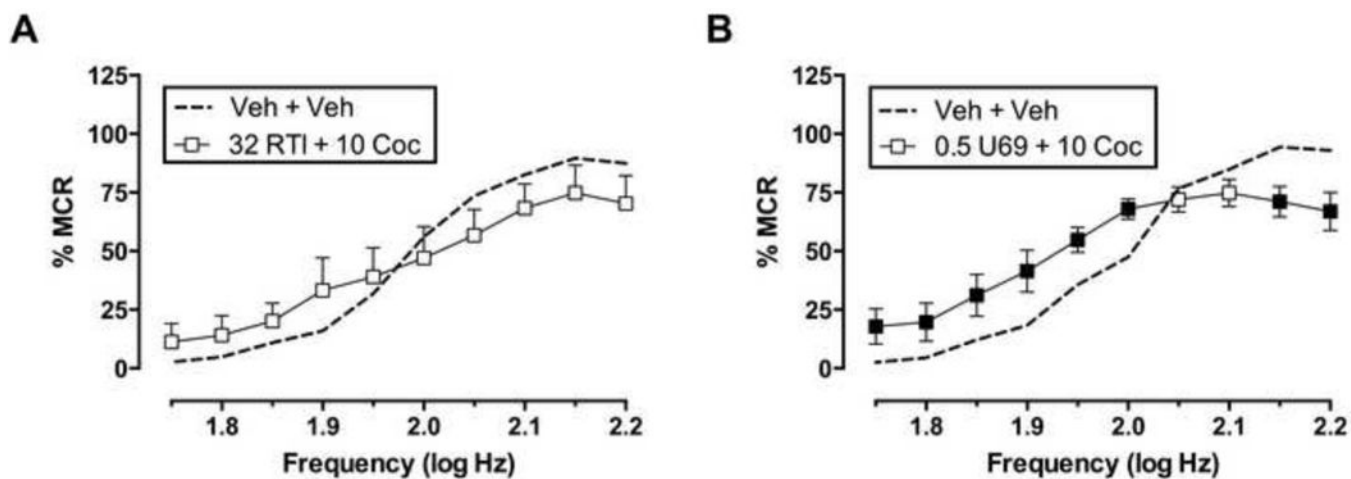 A
B
125
100
75
50
25
0
% MCR
Veh + Veh
32 RTI + 10 Coc
1.8
1.9
2.0
2.1
2.2
Frequency (log Hz)
125
100
75
50
25
0
% MCR
Veh + Veh
0.5 U69 + 10 Coc
1.8
1.9
2.0
2.1
2.2
Frequency (log Hz)